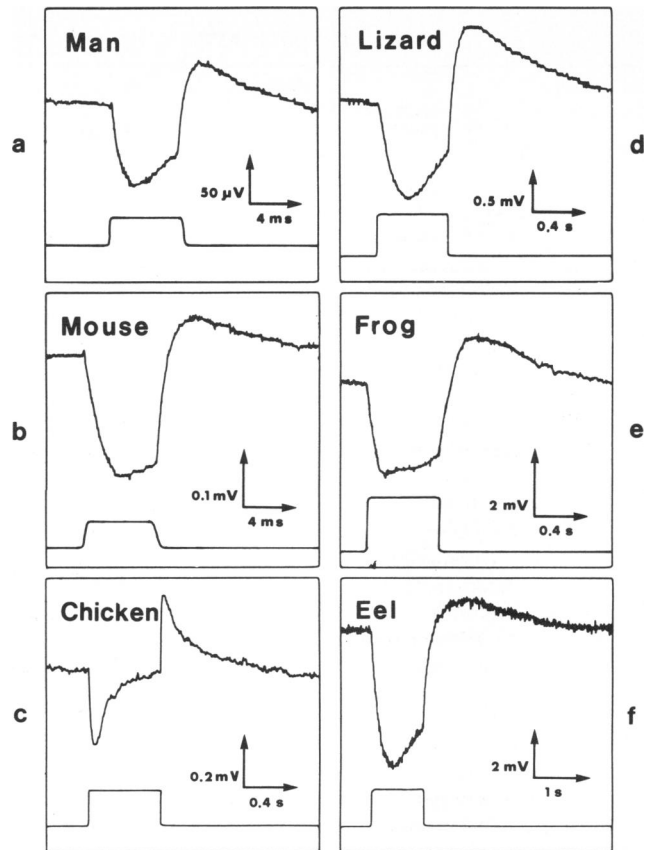 Man
a
50 µV
4 ms
Lizard
d
0.5 mV
0.4 s
Mouse
b
0.1 mV
4 ms
Frog
e
2 mV
0.4 s
Chicken
c
0.2 mV
0.4 s
Eel
f
2 mV
1 s